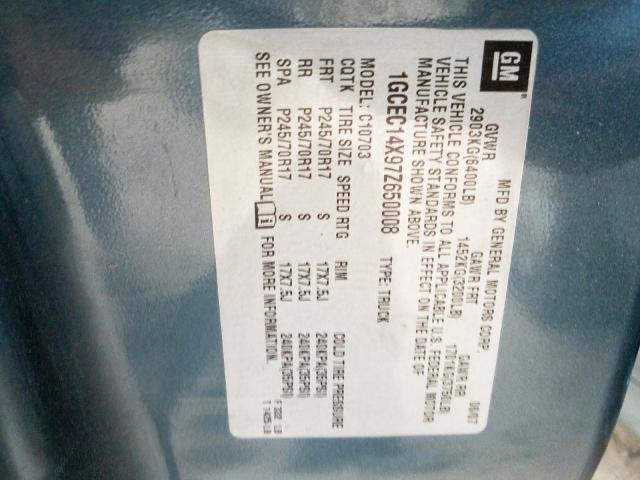 GM
MFD BY GENERAL MOTORS CORP. 06/07
GVWR GAWR FRT GAWR RR
2903KG(6400LB) 1452KG(3200LB) 1701KG(3750LB)
THIS VEHICLE CONFORMS TO ALL APPLICABLE U.S. FEDERAL MOTOR
VEHICLE SAFETY STANDARDS IN EFFECT ON THE DATE OF
MANUFACTURE SHOWN ABOVE.
1GCEC14X97Z650008 TYPE: TRUCK
MODEL: C10703
CQTK TIRE SIZE SPEED RTG RIM COLD TIRE PRESSURE
FRT P245/70R17 S 17X7.5J 240KPA(35PSI)
RR P245/70R17 S 17X7.5J 240KPA(35PSI)
SPA P245/70R17 S 17X7.5J 240KPA(35PSI)
SEE OWNER'S MANUAL i FOR MORE INFORMATION.